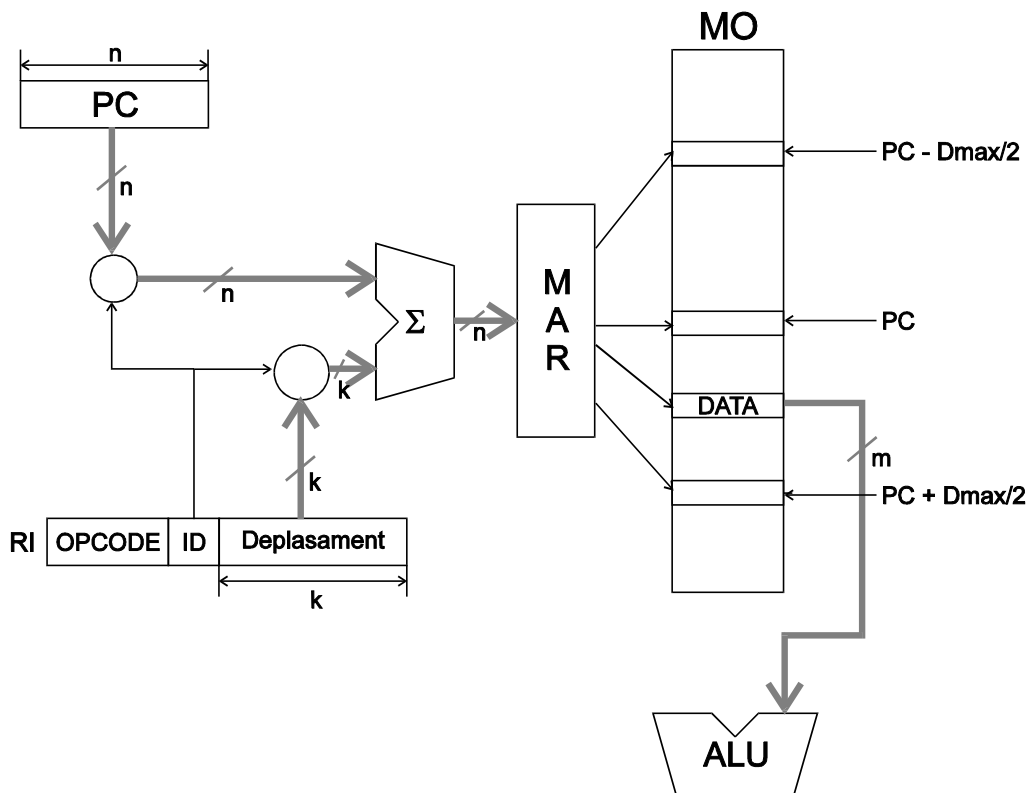 MO
n
PC
n
PC - Dmax/2
n
M
A
R
Σ
n
PC
k
DATA
k
m
PC + Dmax/2
RI
OPCODE
ID
Deplasament
k
ALU